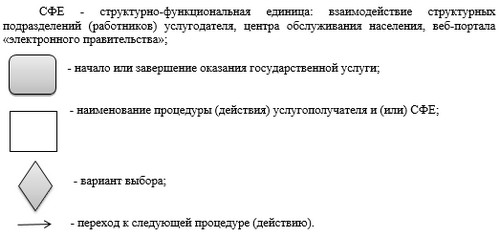 СФЕ - структурно-функциональная единица: взаимодействие структурных
подразделений (работников) услугодателя, центра обслуживания населения, веб-портала
«электронного правительства»;
- начало или завершение оказания государственной услуги;
- наименование процедуры (действия) услугополучателя и (или) СФЕ;
- вариант выбора;
- переход к следующей процедуре (действию).